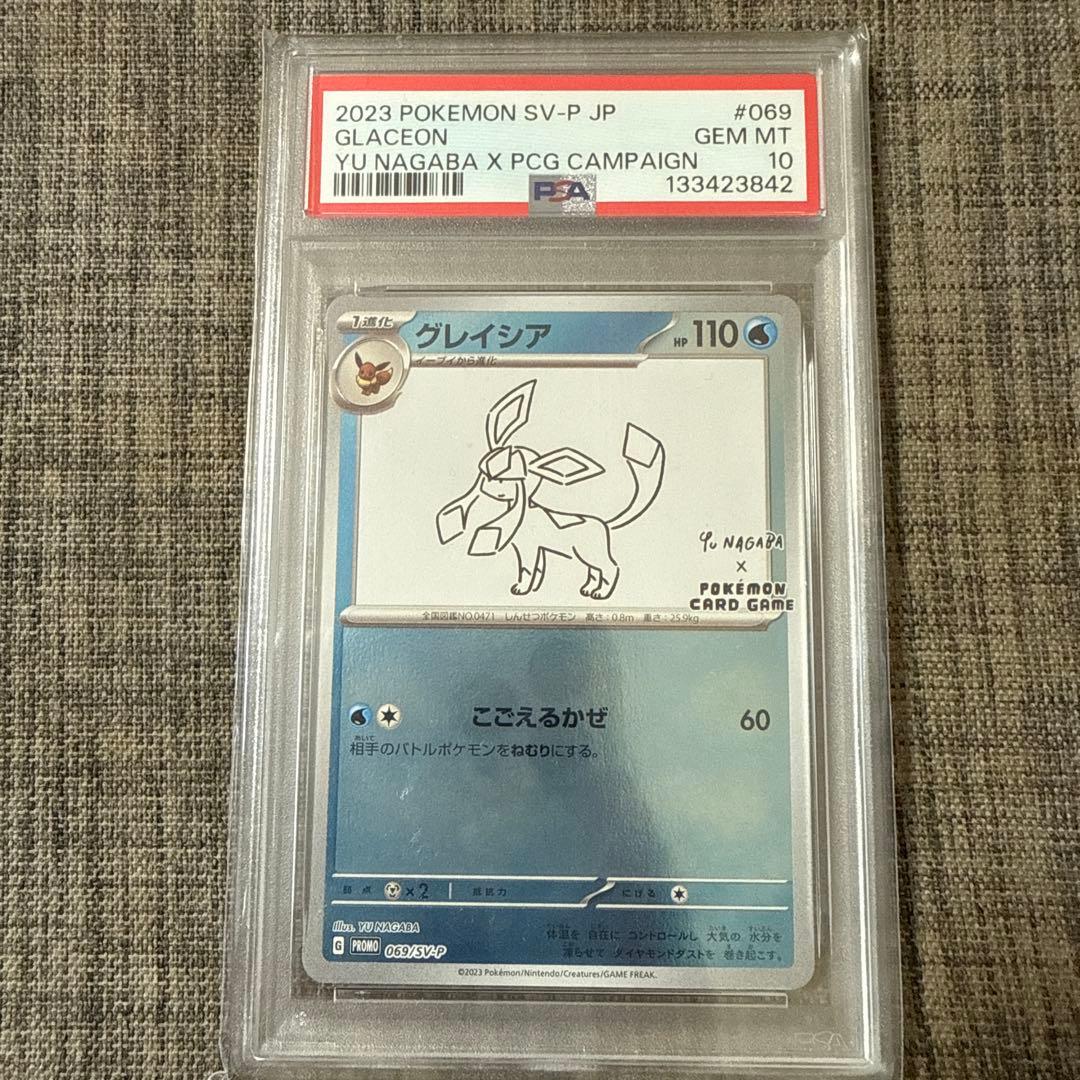 2023 POKEMON SV-P JP #069
GLACEON GEM MT
YU NAGABA X PCG CAMPAIGN 10
PSA 133423842
1進化 グレイシア HP 110
イーブイから進化
Yu NAGABA
×
POKÉMON
CARD GAME
全国図鑑NO.0471 しんせつポケモン 高さ:0.8m 重さ:25.9kg
こごえるかぜ 60
あいて
相手のバトルポケモンをねむりにする。
弱点 ×2 抵抗力 にげる
Illus. YU NAGABA
G PROMO 069/SV-P
体温を 自在に コントロールし 大気の 水分を
凍らせて ダイヤモンドダストを 巻き起こす。
©2023 Pokémon/Nintendo/Creatures/GAME FREAK.
PSA